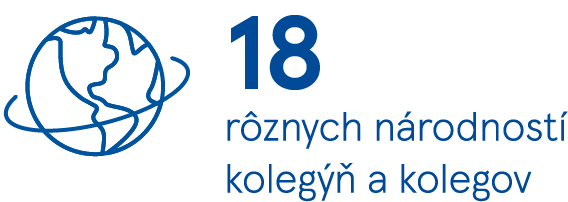 18
rôznych národností
kolegýň a kolegov